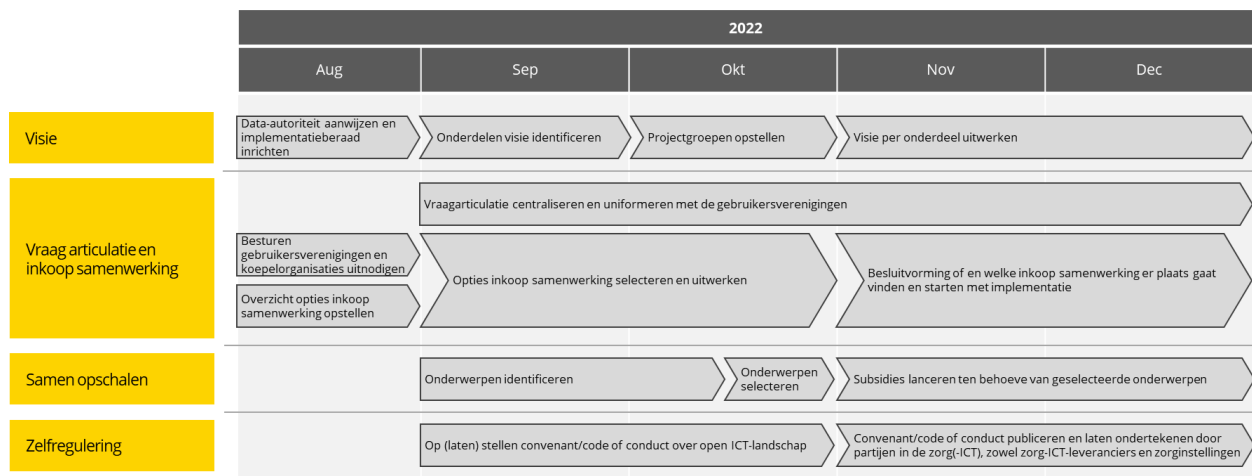 2022
Aug
Sep
Okt
Nov
Dec
Visie
Data-autoriteit aanwijzen en
implementatieberaad
inrichten
Onderdelen visie identificeren
Projectgroepen opstellen
Visie per onderdeel uitwerken
Vraag articulatie en
inkoop samenwerking
Vraagarticulatie centraliseren en uniformeren met de gebruikersverenigingen
Besturen
gebruikersverenigingen en
koepelorganisaties uitnodigen
Overzicht opties inkoop
samenwerking opstellen
Opties inkoop samenwerking selecteren en uitwerken
Besluitvorming of en welke inkoop samenwerking er plaats gaat
vinden en starten met implementatie
Samen opschalen
Onderwerpen identificeren
Onderwerpen
selecteren
Subsidies lanceren ten behoeve van geselecteerde onderwerpen
Zelfregulering
Op (laten) stellen convenant/code of conduct over open ICT-landschap
Convenant/code of conduct publiceren en laten ondertekenen door
partijen in de zorg(-ICT), zowel zorg-ICT-leveranciers en zorginstellingen